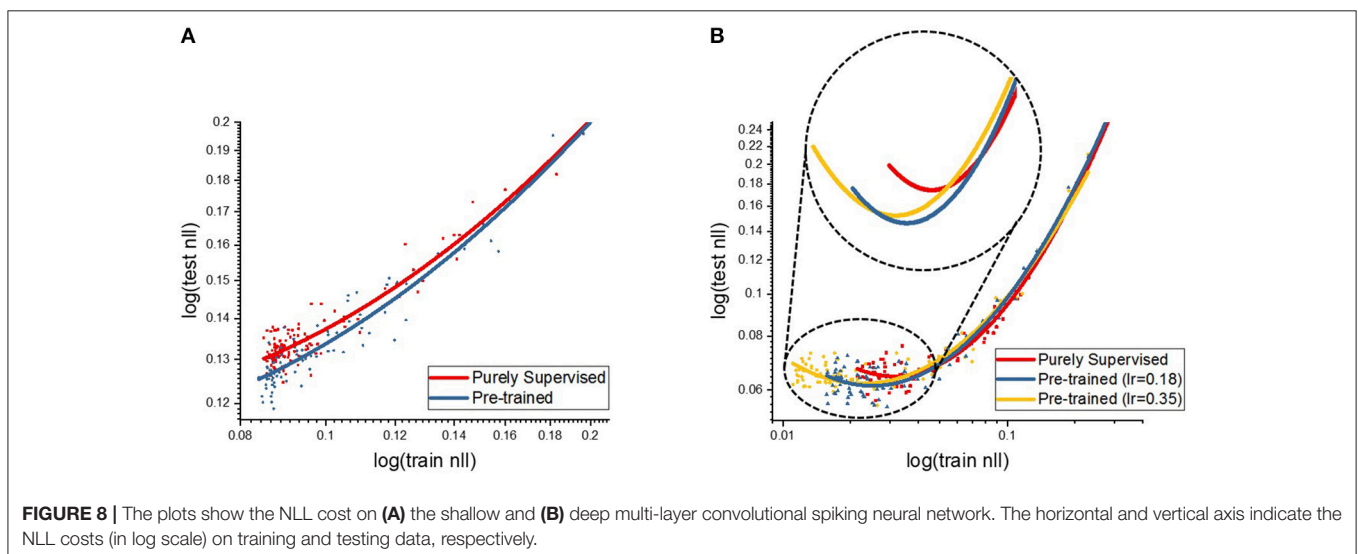 A
B
0.2
0.19
0.18
0.17
0.16
0.15
0.14
0.13
0.12
log(test nll)
0.08
0.1
0.12
0.14
0.16
0.18
0.2
log(train nll)
Purely Supervised
Pre-trained
0.24
0.22
0.2
0.18
0.16
0.14
0.12
0.1
0.08
0.06
log(test nll)
0.01
0.1
log(train nll)
Purely Supervised
Pre-trained (lr=0.18)
Pre-trained (lr=0.35)
FIGURE 8 | The plots show the NLL cost on (A) the shallow and (B) deep multi-layer convolutional spiking neural network. The horizontal and vertical axis indicate the
NLL costs (in log scale) on training and testing data, respectively.